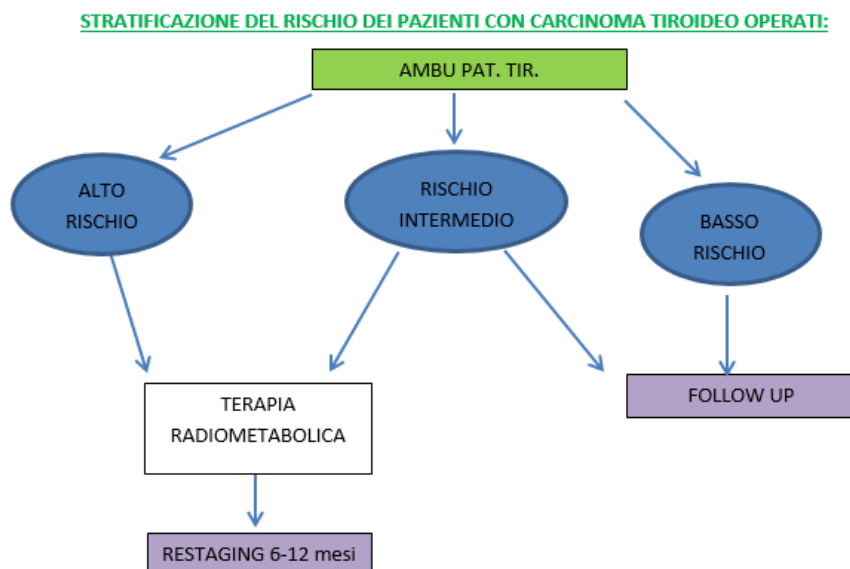 STRATIFICAZIONE DEL RISCHIO DEI PAZIENTI CON CARCINOMA TIROIDEO OPERATI:
AMBU PAT. TIR.
ALTO
RISCHIO
RISCHIO
INTERMEDIO
BASSO
RISCHIO
TERAPIA
RADIOMETABOLICA
FOLLOW UP
RESTAGING 6-12 mesi